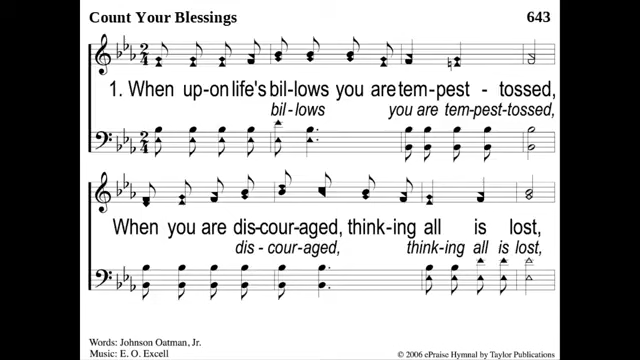 Count Your Blessings 643
1. When up-on life's bil-lows you are tem-pest - tossed,
bil-lows you are tem-pest-tossed,
When you are dis-cour-aged, think-ing all is lost,
dis - cour-aged, think-ing all is lost,
Words: Johnson Oatman, Jr.
Music: E. O. Excell
© 2006 ePraise Hymnal by Taylor Publications